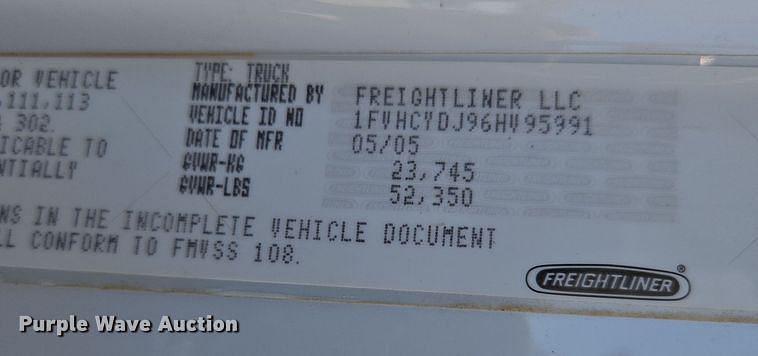 OR VEHICLE
,111,113
302.
ICABLE TO
NTIALLY
TYPE: TRUCK
MANUFACTURED BY FREIGHTLINER LLC
VEHICLE ID NO 1FVHCYDJ96HV95991
DATE OF MFR 05/05
GVWR-KG 23,745
GVWR-LBS 52,350
NS IN THE INCOMPLETE VEHICLE DOCUMENT
LL CONFORM TO FMVSS 108.
FREIGHTLINER®
Purple Wave Auction